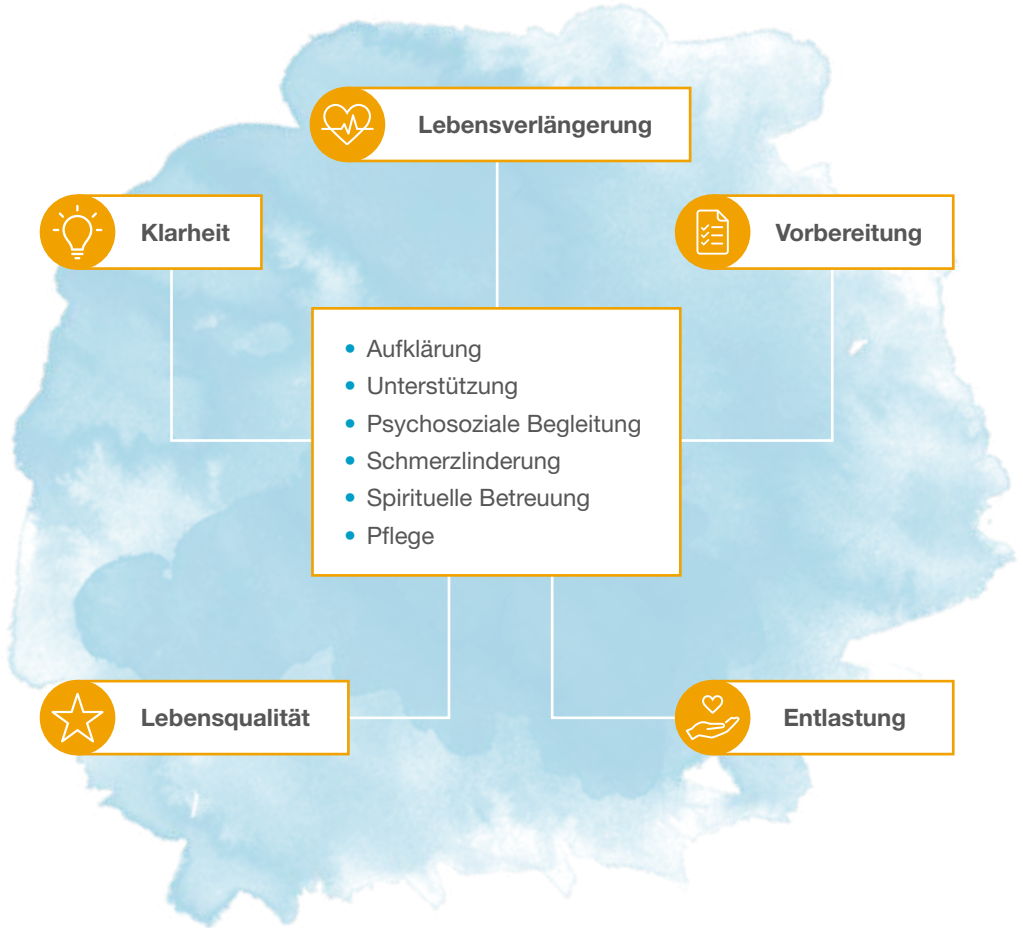 Lebensverlängerung
Klarheit
Vorbereitung
• Aufklärung
• Unterstützung
• Psychosoziale Begleitung
• Schmerzlinderung
• Spirituelle Betreuung
• Pflege
Lebensqualität
Entlastung